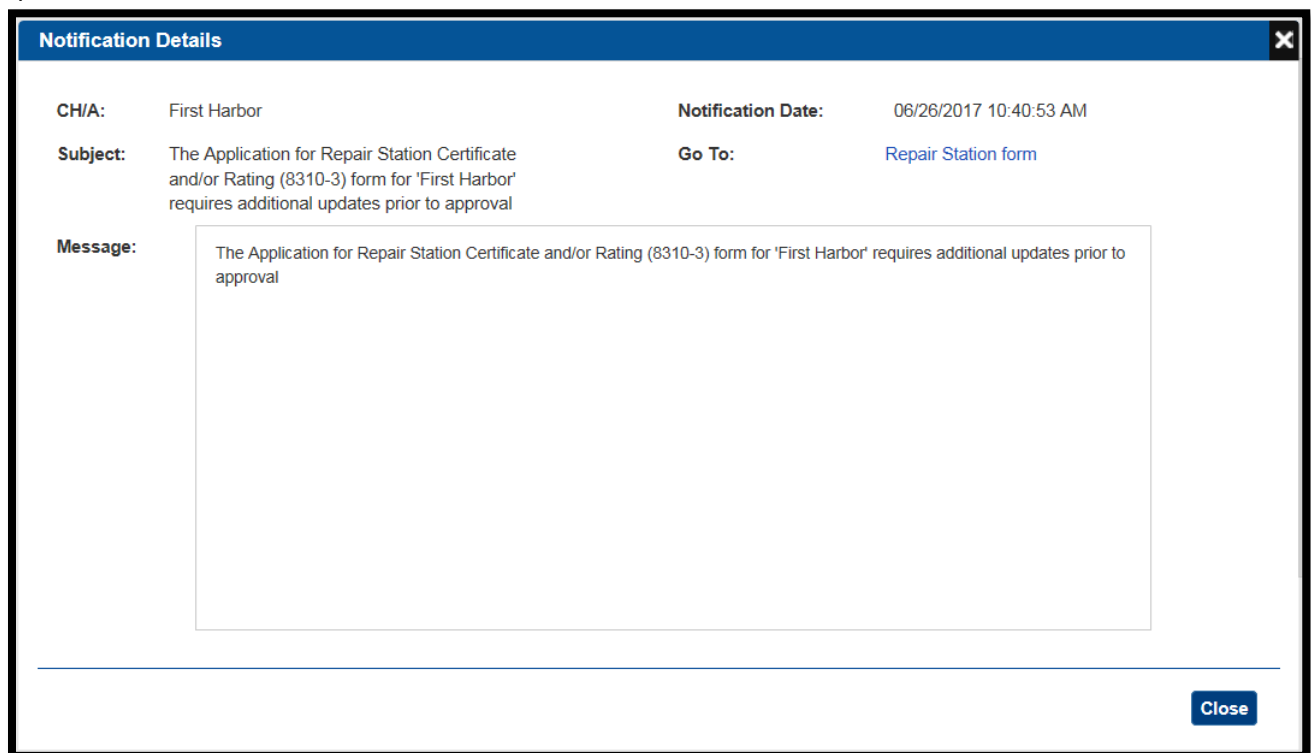 Notification Details
CH/A: First Harbor Notification Date: 06/26/2017 10:40:53 AM
Subject: The Application for Repair Station Certificate Go To: Repair Station form
and/or Rating (8310-3) form for 'First Harbor'
requires additional updates prior to approval
Message: The Application for Repair Station Certificate and/or Rating (8310-3) form for 'First Harbor' requires additional updates prior to
approval
Close